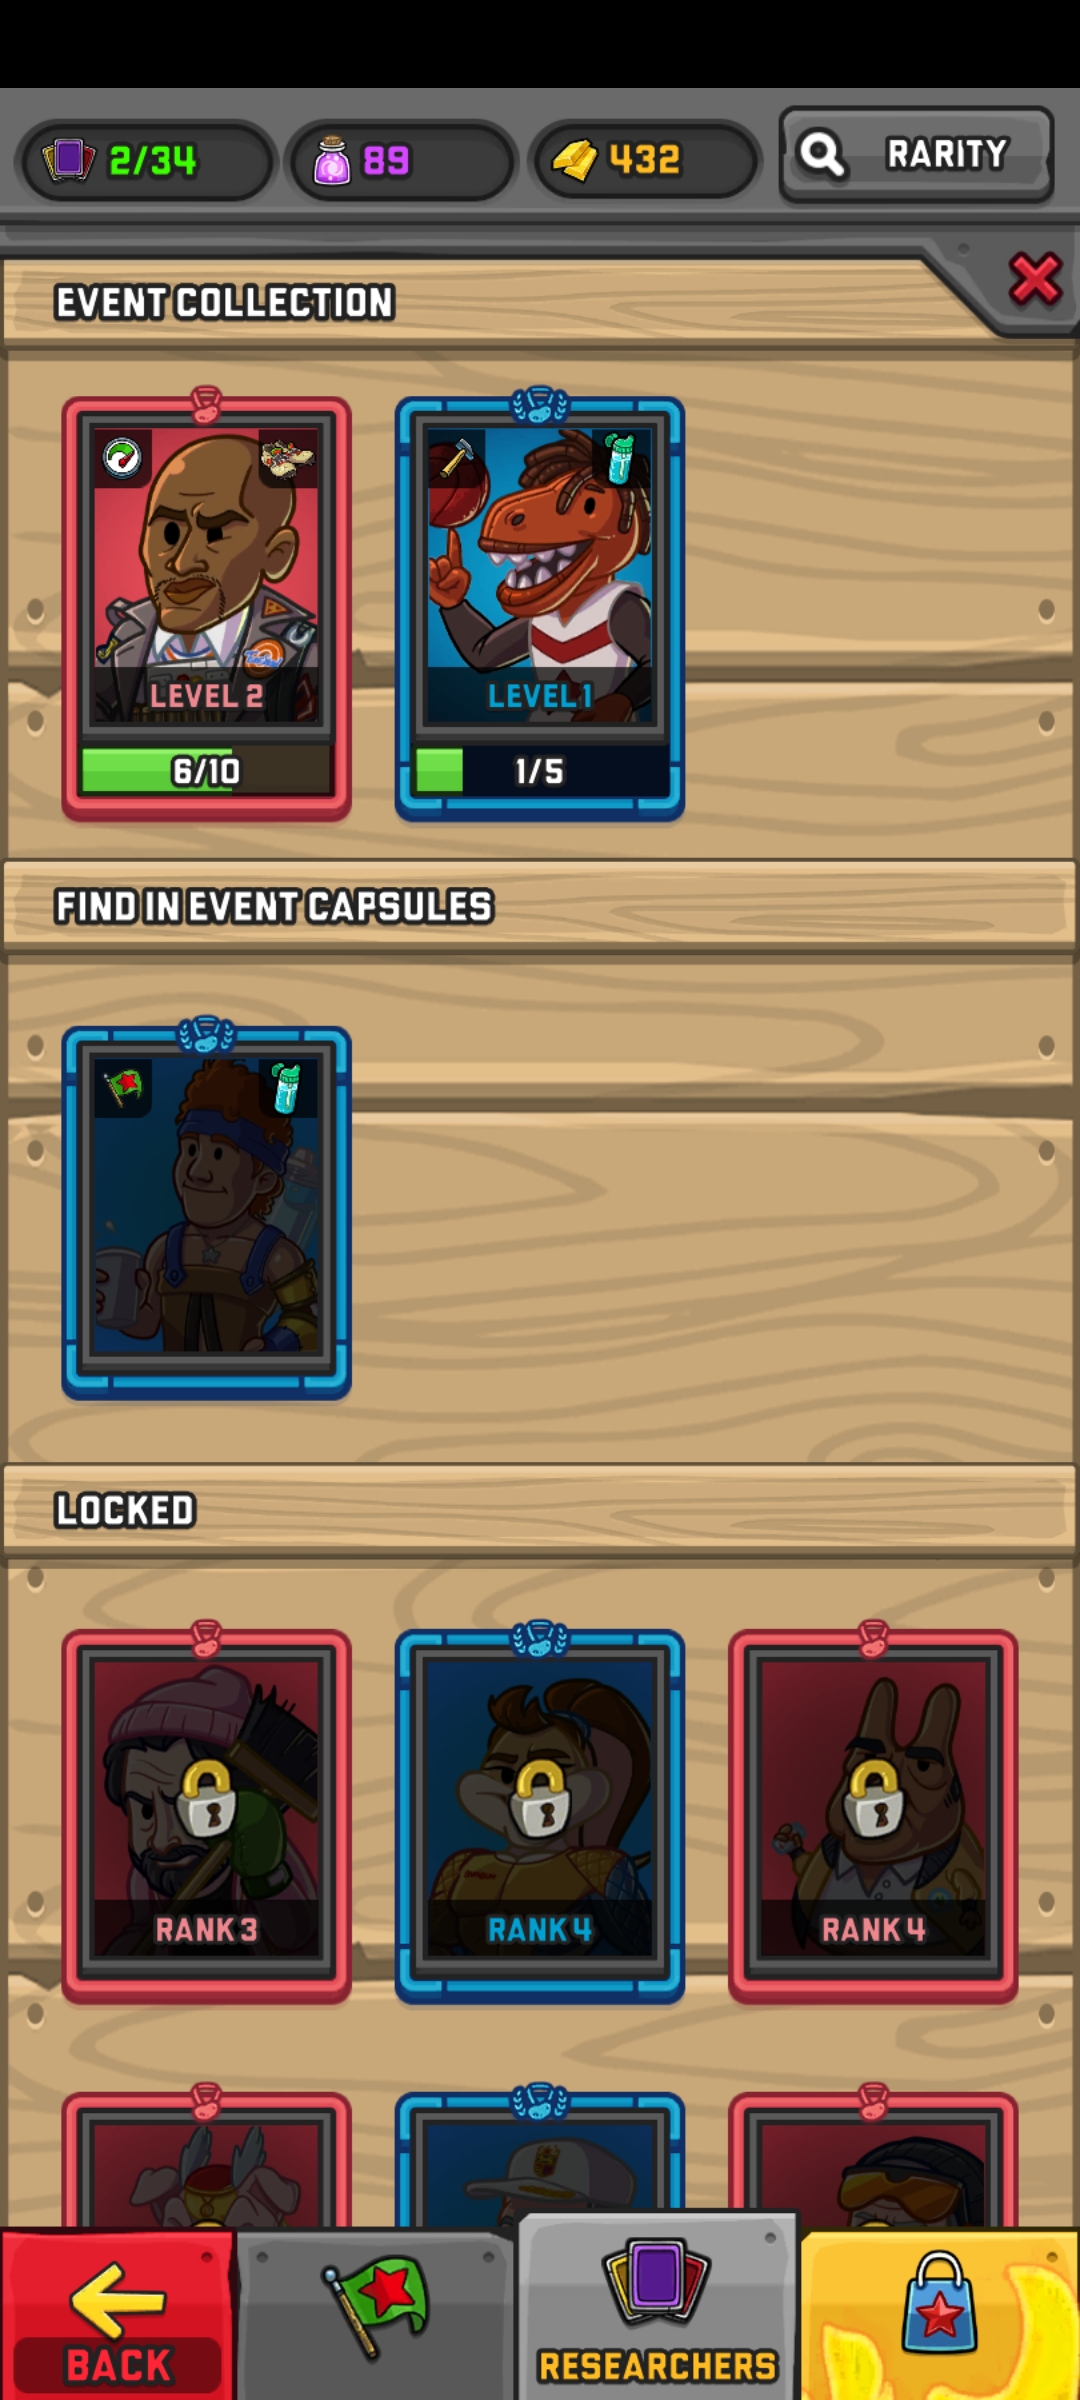 2/34
89
432
RARITY
EVENT COLLECTION
LEVEL 2
LEVEL 1
6/10
1/5
FIND IN EVENT CAPSULES
LOCKED
RANK 3
RANK 4
RANK 4
BACK
RESEARCHERS